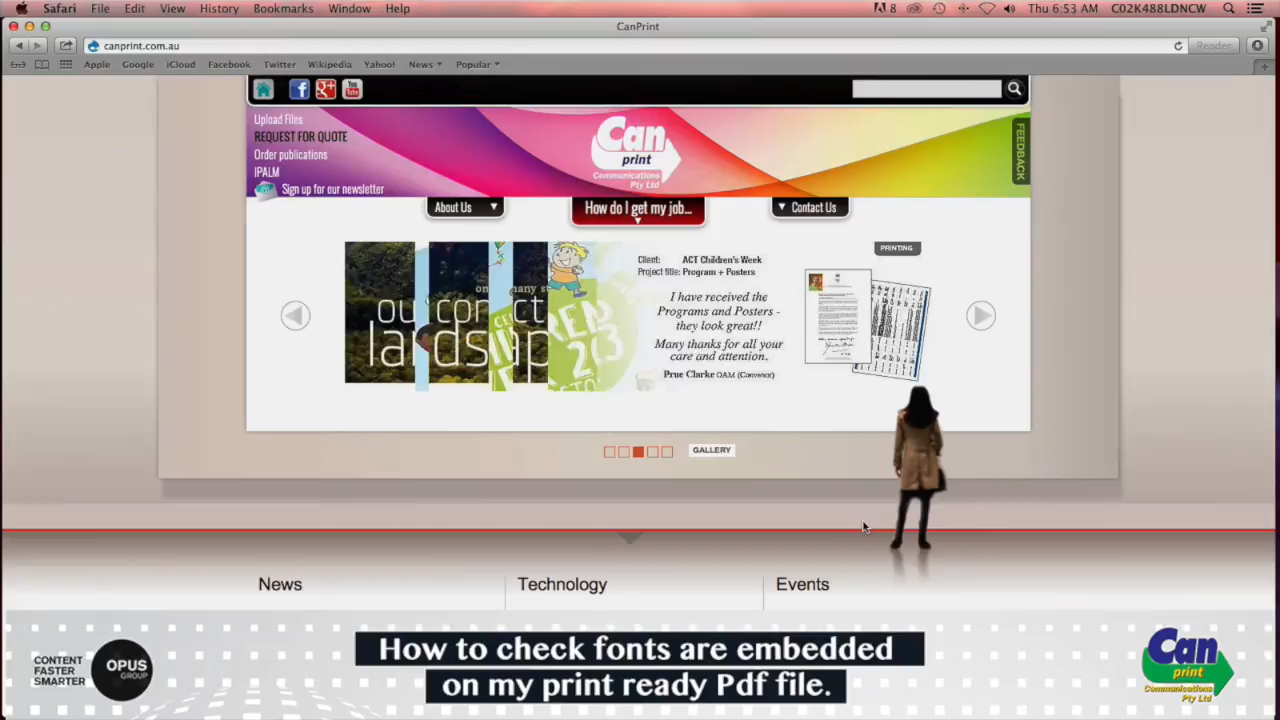 Safari File Edit View History Bookmarks Window Help 8 Thu 6:53 AM C02K488LDNCW
CanPrint
canprint.com.au Reader
Apple Google iCloud Facebook Twitter Wikipedia Yahoo! News Popular
Upload Files
REQUEST FOR QUOTE
Order publications
IPALM
Sign up for our newsletter
Can
print
Communications
Pty Ltd
FEEDBACK
About Us
How do I get my job...
Contact Us
Client: ACT Children's Week
Project title: Program + Posters
PRINTING
I have received the
Programs and Posters -
they look great!!
Many thanks for all your
care and attention.
Prue Clarke OAM (Convenor)
GALLERY
News
Technology
Events
CONTENT
FASTER
SMARTER
OPUS
GROUP
How to check fonts are embedded
on my print ready Pdf file.
Can
print
Communications
Pty Ltd